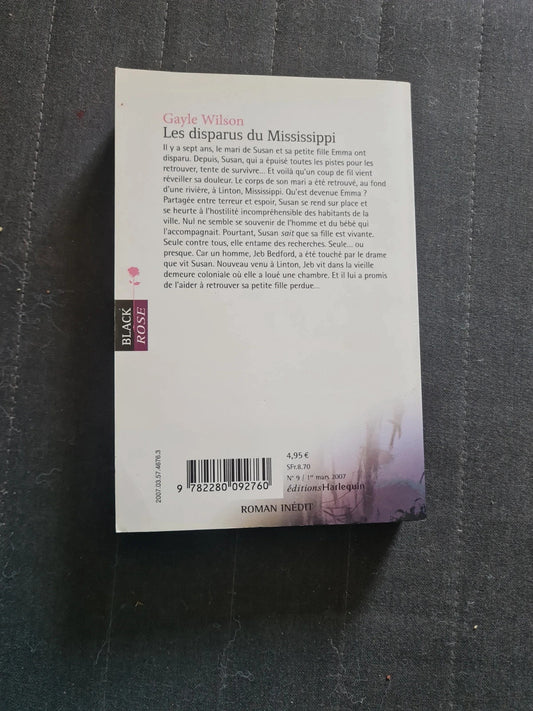 Gayle Wilson
Les disparus du Mississippi
Il y a sept ans, le mari de Susan et sa petite fille Emma ont
disparu. Depuis, Susan, qui a épuisé toutes les pistes pour les
retrouver, tente de survivre... Et voilà qu'un coup de fil vient
réveiller sa douleur. Le corps de son mari a été retrouvé, au fond
d'une rivière, à Linton, Mississippi. Qu'est devenue Emma ?
Partagée entre terreur et espoir, Susan se rend sur place et
se heurte à l'hostilité incompréhensible des habitants de la
ville. Nul ne semble se souvenir de l'homme et du bébé qui
l'accompagnait. Pourtant, Susan sait que sa fille est vivante.
Seule contre tous, elle entame des recherches. Seule... ou
presque. Car un homme, Jeb Bedford, a été touché par le drame
que vit Susan. Nouveau venu à Linton, Jeb vit dans la vieille
demeure coloniale où elle a loué une chambre. Et il lui a promis
de l'aider à retrouver sa petite fille perdue...
BLACK
ROSE
2007.03.57.4676.3
9 782280 092760
4,95 €
SFr.8.70
N° 9 / 1er mars 2007
éditionsHarlequin
ROMAN INÉDIT